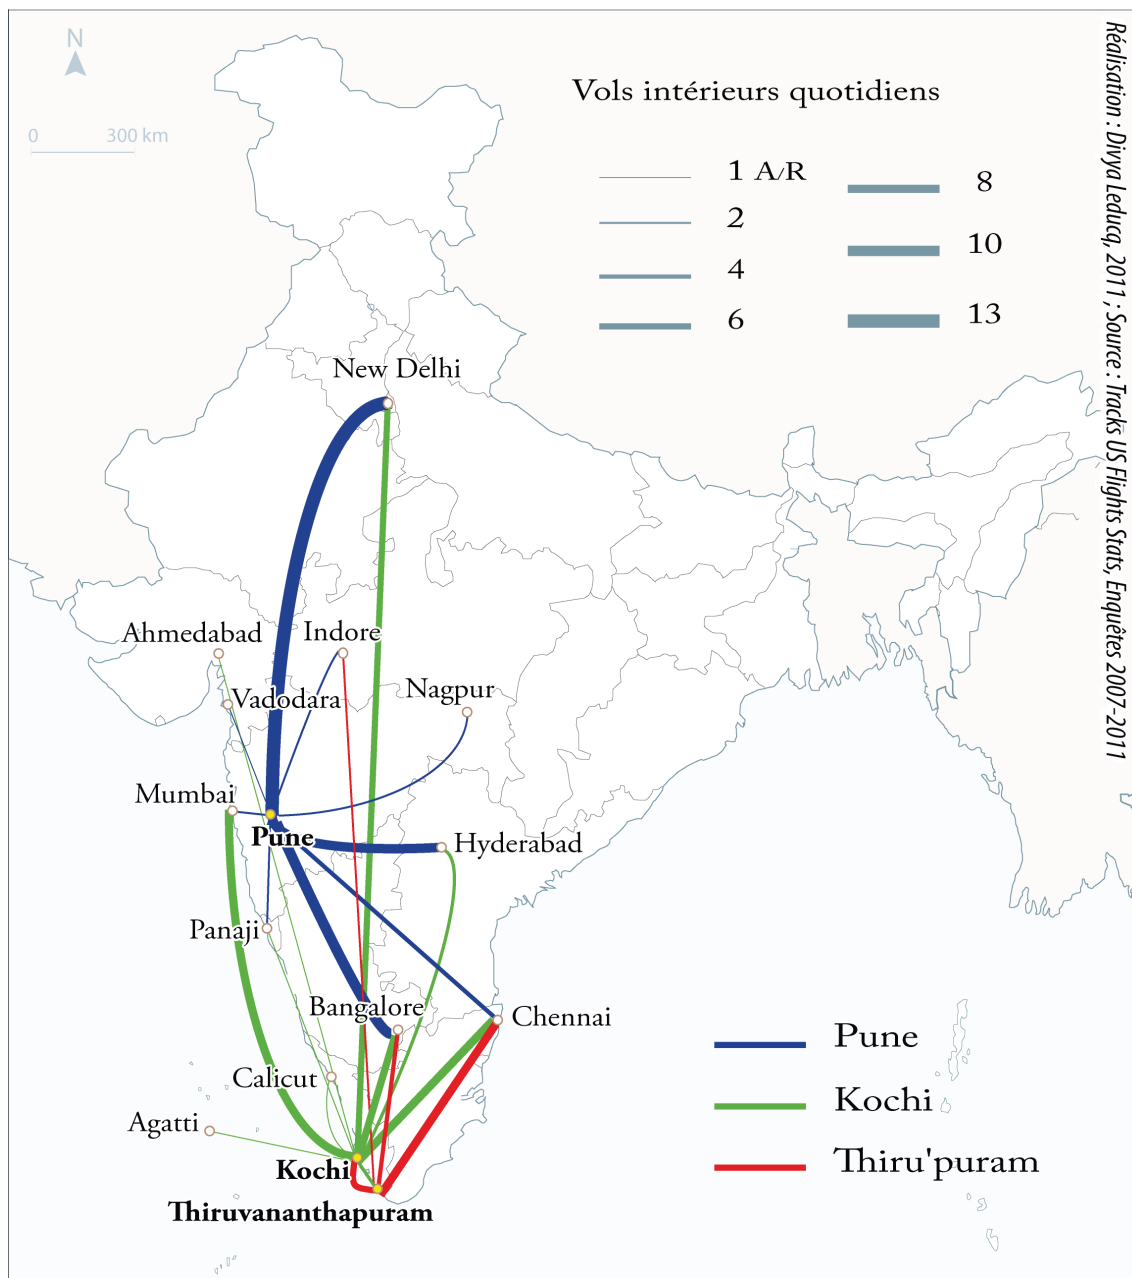 N
0 300 km
Vols intérieurs quotidiens
1 A/R
2
4
6
8
10
13
Réalisation : Divya Leducq, 2011 ; Source : Tracks US Flights Stats, Enquêtes 2007-2011
New Delhi
Ahmedabad
Indore
Vadodara
Nagpur
Mumbai
Pune
Hyderabad
Panaji
Bangalore
Chennai
Calicut
Agatti
Kochi
Thiruvananthapuram
Pune
Kochi
Thiru'puram